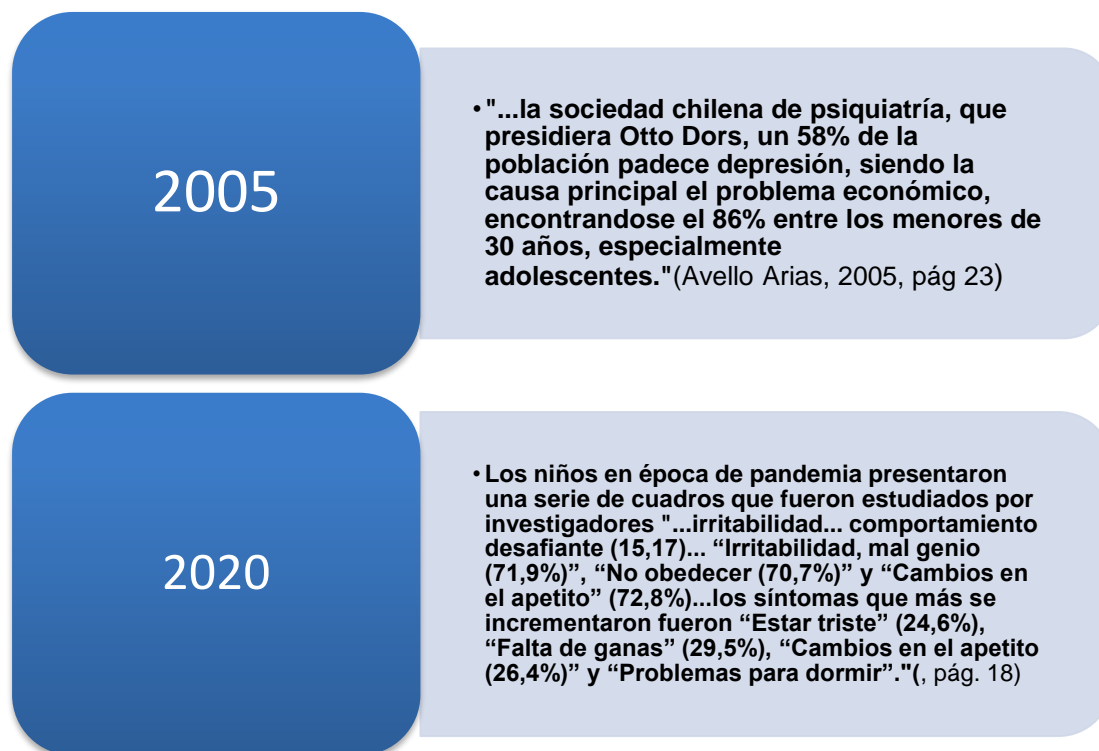 2005
•"...la sociedad chilena de psiquiatría, que
presidiera Otto Dors, un 58% de la
población padece depresión, siendo la
causa principal el problema económico,
encontrandose el 86% entre los menores de
30 años, especialmente
adolescentes."(Avello Arias, 2005, pág 23)
2020
•Los niños en época de pandemia presentaron
una serie de cuadros que fueron estudiados por
investigadores "...irritabilidad... comportamiento
desafiante (15,17)... “Irritabilidad, mal genio
(71,9%)”, “No obedecer (70,7%)” y “Cambios en
el apetito” (72,8%)...los síntomas que más se
incrementaron fueron “Estar triste” (24,6%),
“Falta de ganas” (29,5%), “Cambios en el apetito
(26,4%)” y “Problemas para dormir”."(, pág. 18)